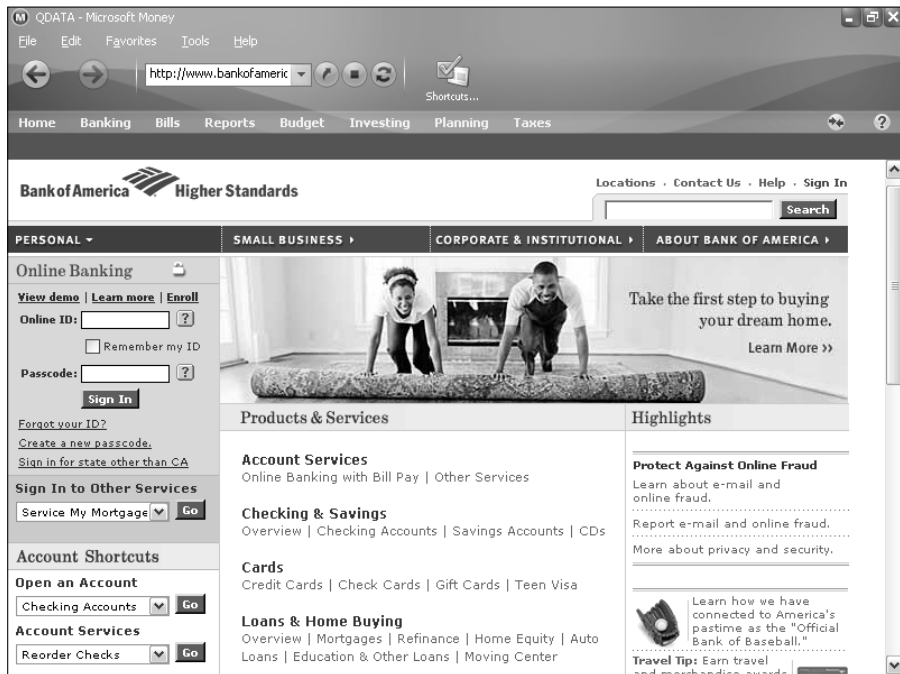 QDATA - Microsoft Money
File Edit Favorites Tools Help
http://www.bankofameric
Shortcuts...
Home Banking Bills Reports Budget Investing Planning Taxes
Bank of America Higher Standards
Locations · Contact Us · Help · Sign In
Search
PERSONAL
SMALL BUSINESS
CORPORATE & INSTITUTIONAL
ABOUT BANK OF AMERICA
Online Banking
View demo | Learn more | Enroll
Online ID: ?
Remember my ID
Passcode: ?
Sign In
Forgot your ID?
Create a new passcode.
Sign in for state other than CA
Sign In to Other Services
Service My Mortgage Go
Account Shortcuts
Open an Account
Checking Accounts Go
Account Services
Reorder Checks Go
Take the first step to buying
your dream home.
Learn More >>
Products & Services
Account Services
Online Banking with Bill Pay | Other Services
Checking & Savings
Overview | Checking Accounts | Savings Accounts | CDs
Cards
Credit Cards | Check Cards | Gift Cards | Teen Visa
Loans & Home Buying
Overview | Mortgages | Refinance | Home Equity | Auto
Loans | Education & Other Loans | Moving Center
Highlights
Protect Against Online Fraud
Learn about e-mail and
online fraud.
Report e-mail and online fraud.
More about privacy and security.
Learn how we have
connected to America's
pastime as the "Official
Bank of Baseball."
Travel Tip: Earn travel
and merchandise awards